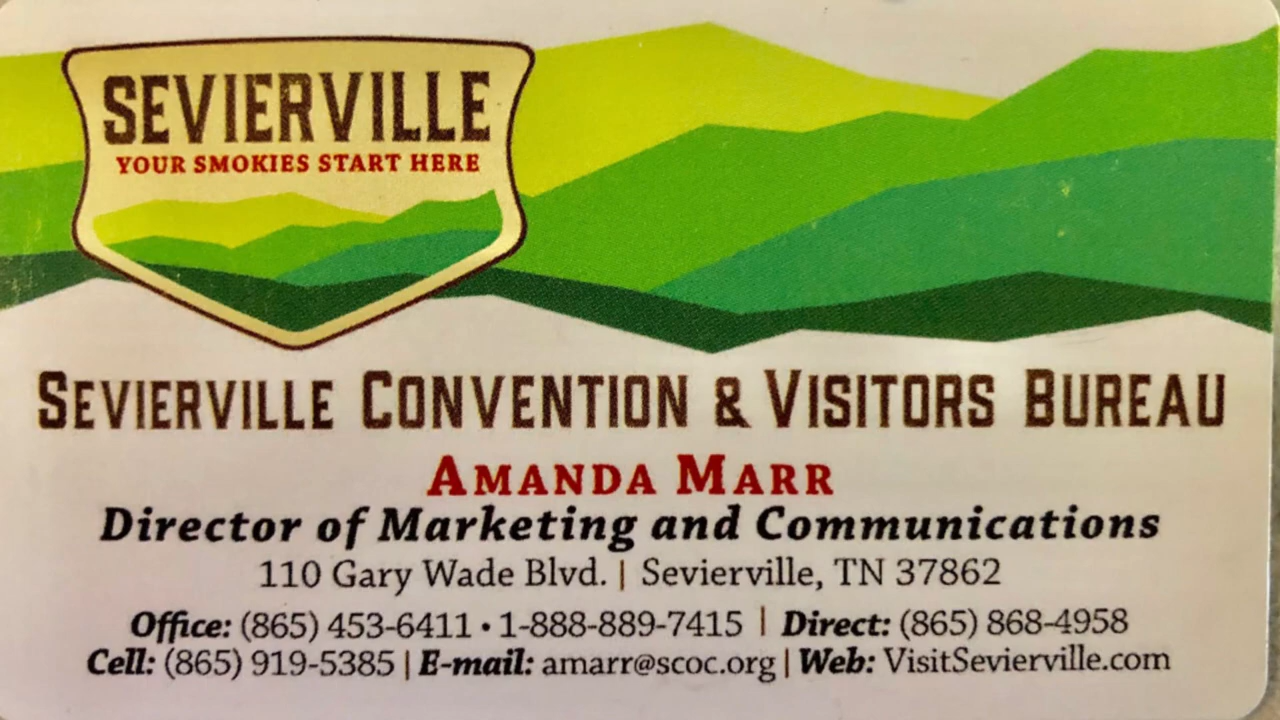 SEVIERVILLE
YOUR SMOKIES START HERE
SEVIERVILLE CONVENTION & VISITORS BUREAU
AMANDA MARR
Director of Marketing and Communications
110 Gary Wade Blvd. | Sevierville, TN 37862
Office: (865) 453-6411 • 1-888-889-7415 | Direct: (865) 868-4958
Cell: (865) 919-5385 | E-mail: amarr@scoc.org | Web: VisitSevierville.com